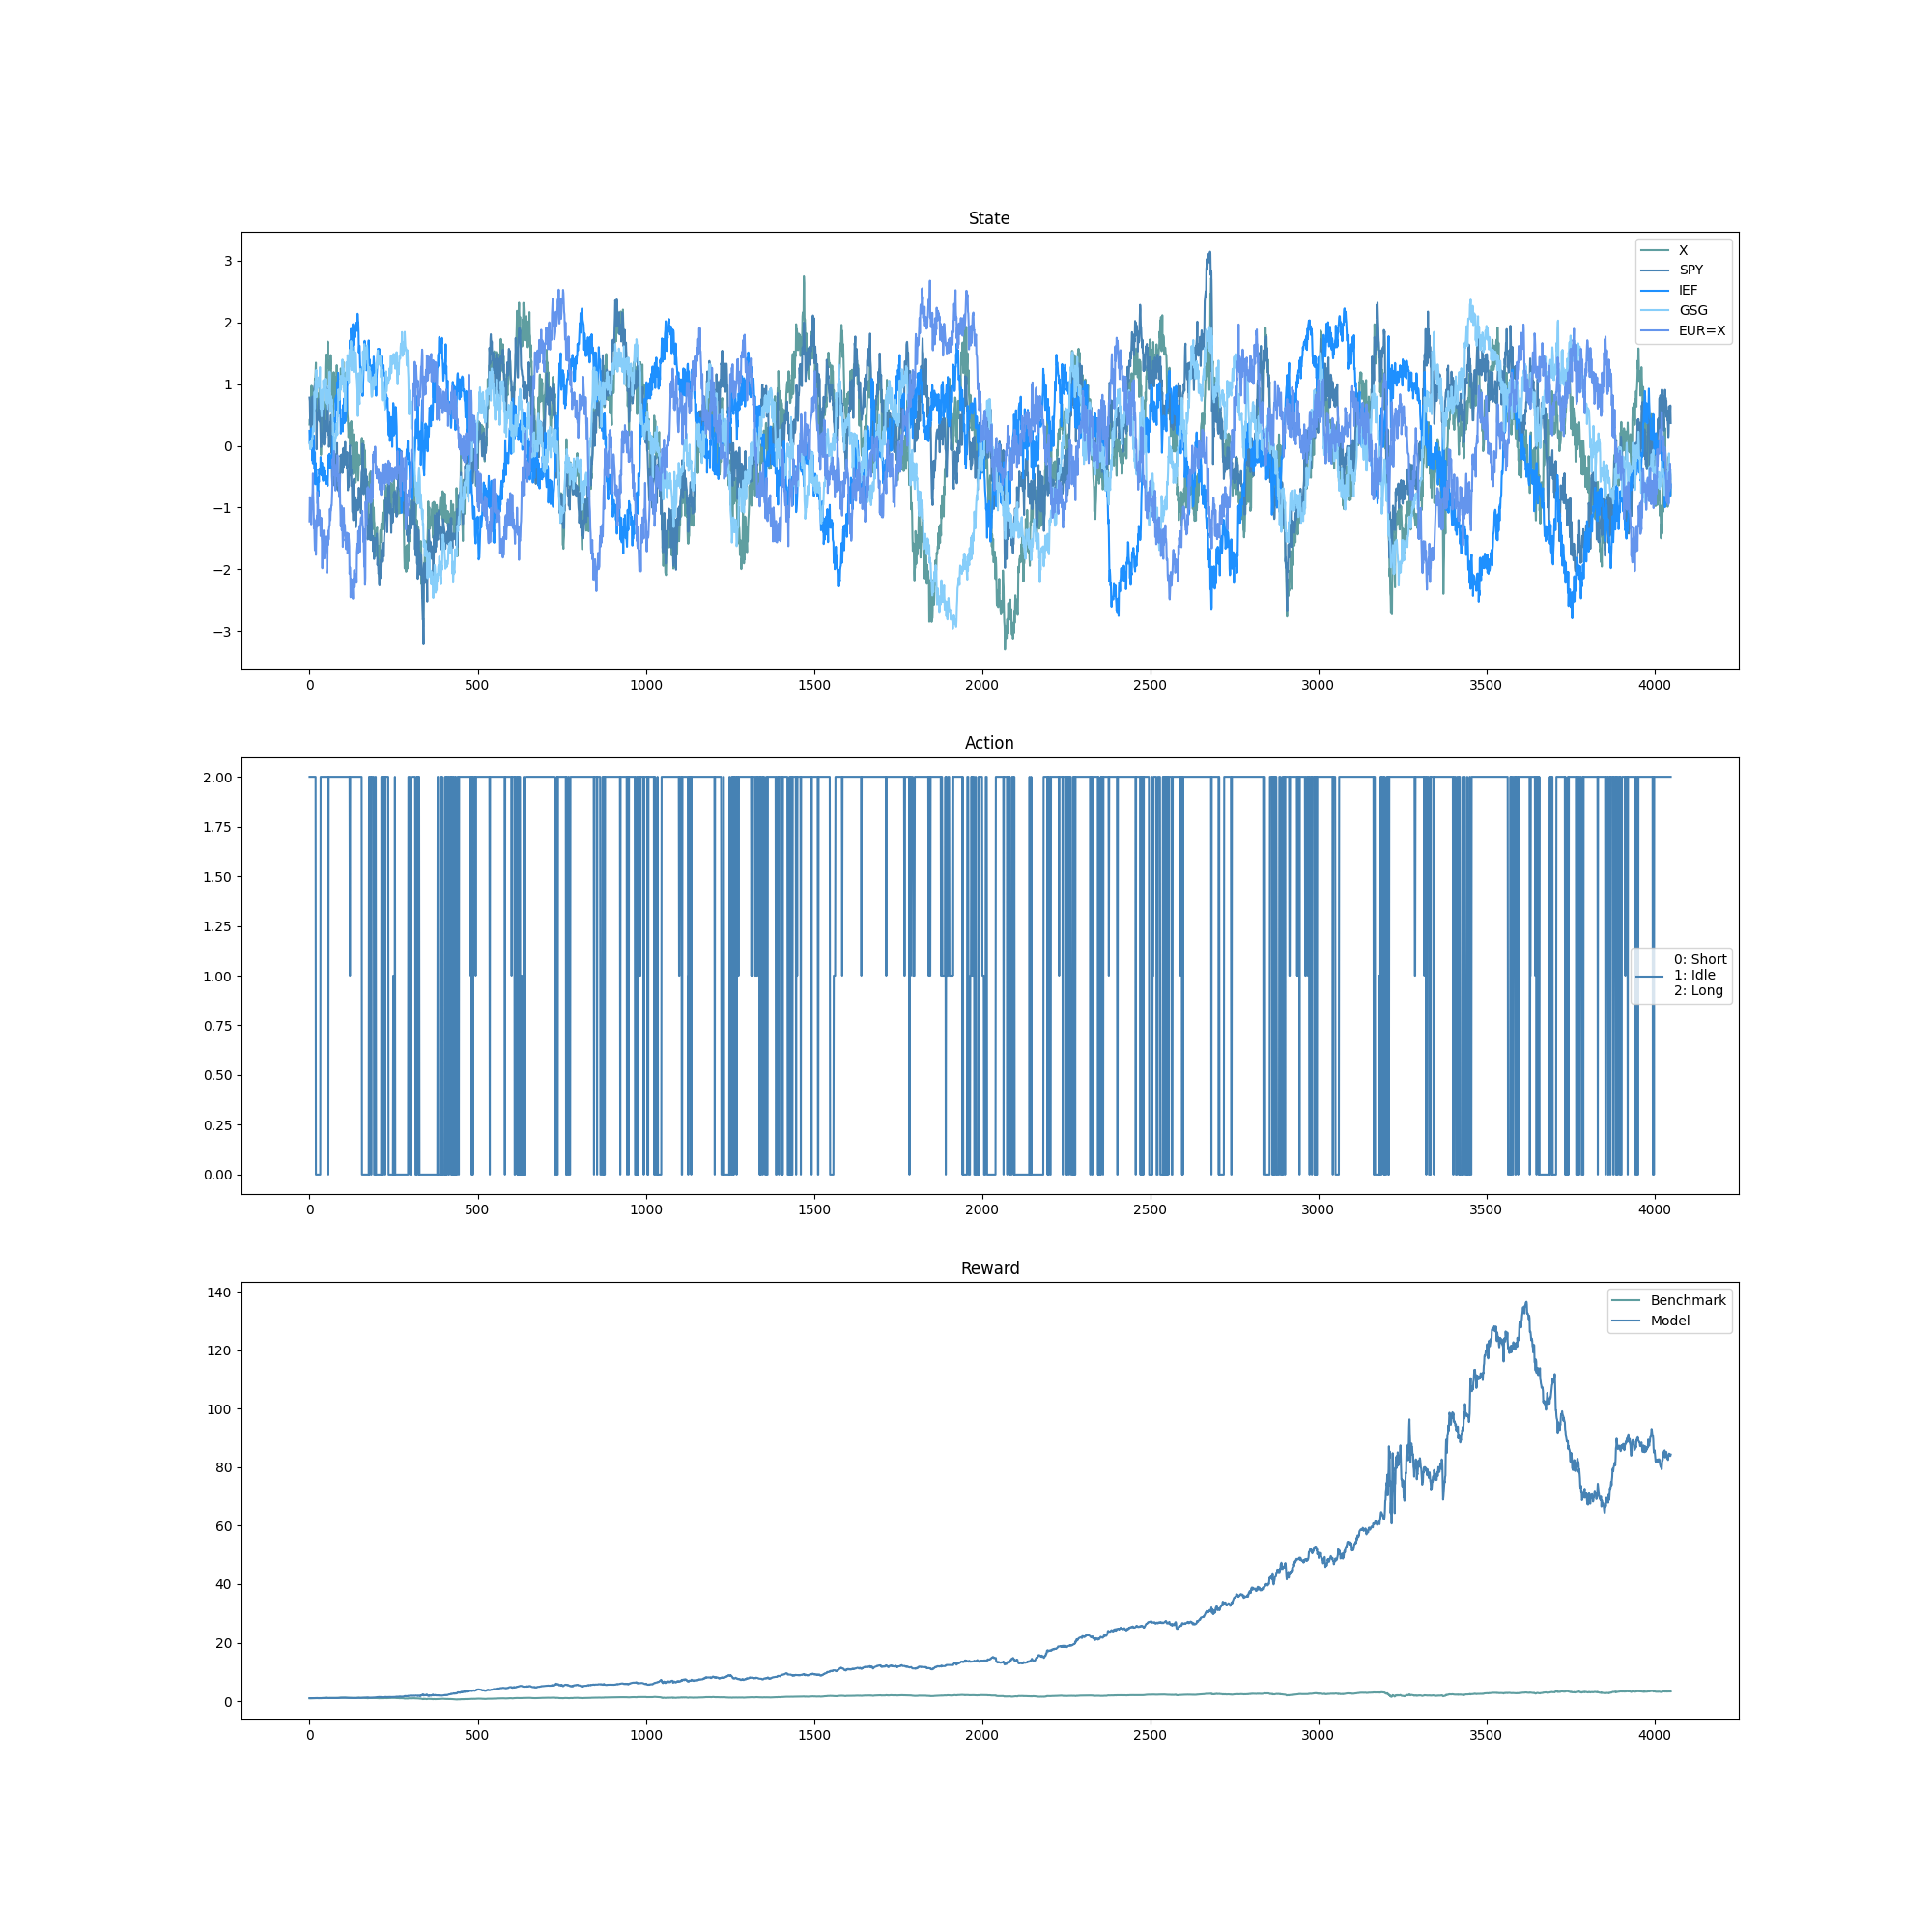 State
3
2
1
0
−1
−2
−3
X
SPY
IEF
GSG
EUR=X
0 500 1000 1500 2000 2500 3000 3500 4000
Action
2.00
1.75
1.50
1.25
1.00
0.75
0.50
0.25
0.00
0: Short
1: Idle
2: Long
0 500 1000 1500 2000 2500 3000 3500 4000
Reward
140
120
100
80
60
40
20
0
Benchmark
Model
0 500 1000 1500 2000 2500 3000 3500 4000